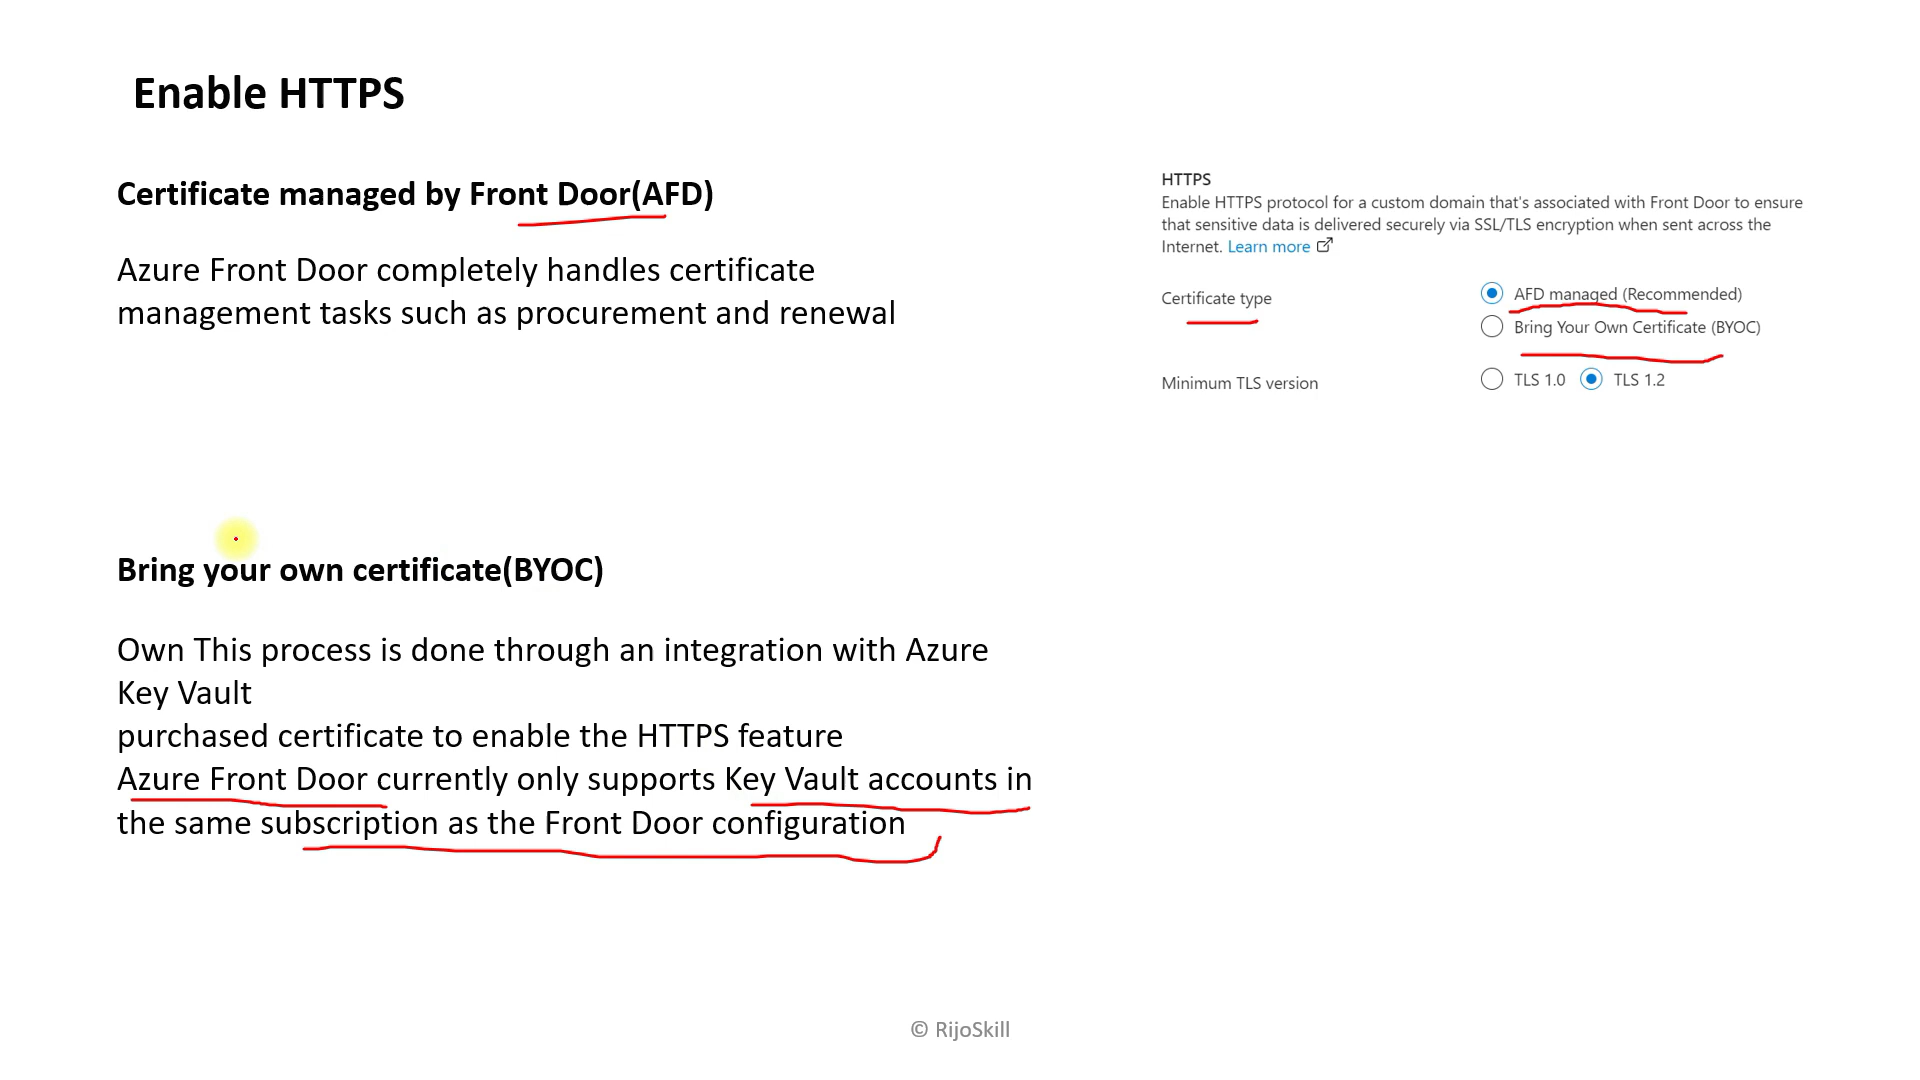 Enable HTTPS
Certificate managed by Front Door(AFD)
Azure Front Door completely handles certificate
management tasks such as procurement and renewal
HTTPS
Enable HTTPS protocol for a custom domain that's associated with Front Door to ensure
that sensitive data is delivered securely via SSL/TLS encryption when sent across the
Internet. Learn more
Certificate type
AFD managed (Recommended)
Bring Your Own Certificate (BYOC)
Minimum TLS version
TLS 1.0 TLS 1.2
Bring your own certificate(BYOC)
Own This process is done through an integration with Azure
Key Vault
purchased certificate to enable the HTTPS feature
Azure Front Door currently only supports Key Vault accounts in
the same subscription as the Front Door configuration
© RijoSkill